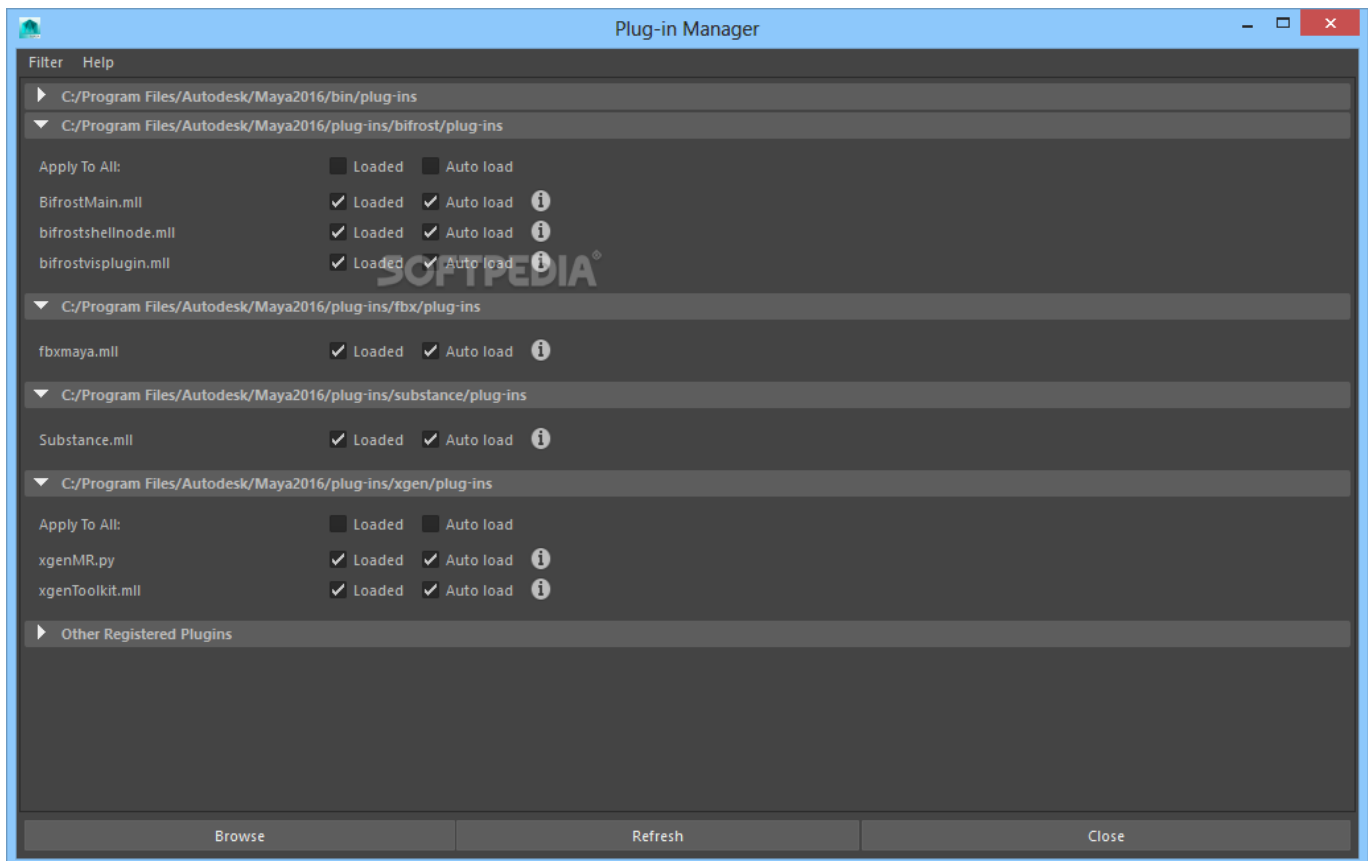 Plug-in Manager
Filter Help
C:/Program Files/Autodesk/Maya2016/bin/plug-ins
C:/Program Files/Autodesk/Maya2016/plug-ins/bifrost/plug-ins
Apply To All: Loaded Auto load
BifrostMain.mll Loaded Auto load
bifrostshellnode.mll Loaded Auto load
bifrostvisplugin.mll Loaded Auto load
SOFTPEDIA®
C:/Program Files/Autodesk/Maya2016/plug-ins/fbx/plug-ins
fbxmaya.mll Loaded Auto load
C:/Program Files/Autodesk/Maya2016/plug-ins/substance/plug-ins
Substance.mll Loaded Auto load
C:/Program Files/Autodesk/Maya2016/plug-ins/xgen/plug-ins
Apply To All: Loaded Auto load
xgenMR.py Loaded Auto load
xgenToolkit.mll Loaded Auto load
Other Registered Plugins
Browse Refresh Close